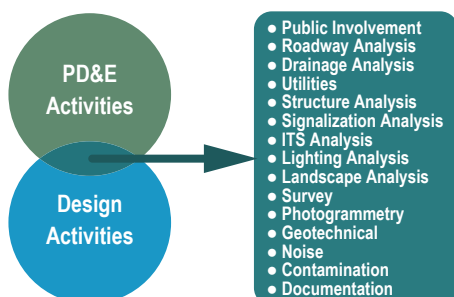 PD&E
Activities
Design
Activities
● Public Involvement
● Roadway Analysis
● Drainage Analysis
● Utilities
● Structure Analysis
● Signalization Analysis
● ITS Analysis
● Lighting Analysis
● Landscape Analysis
● Survey
● Photogrammetry
● Geotechnical
● Noise
● Contamination
● Documentation